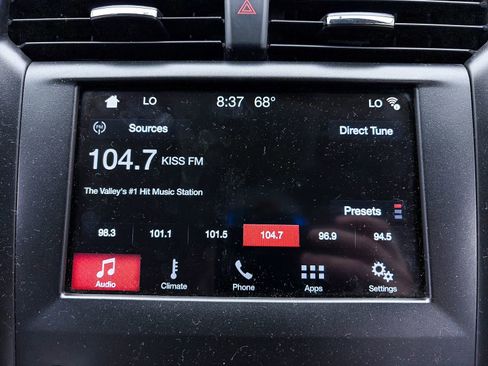 LO 8:37 68° LO
Sources Direct Tune
104.7 KISS FM
The Valley's #1 Hit Music Station
Presets
98.3 101.1 101.5 104.7 96.9 94.5
Audio Climate Phone Apps Settings